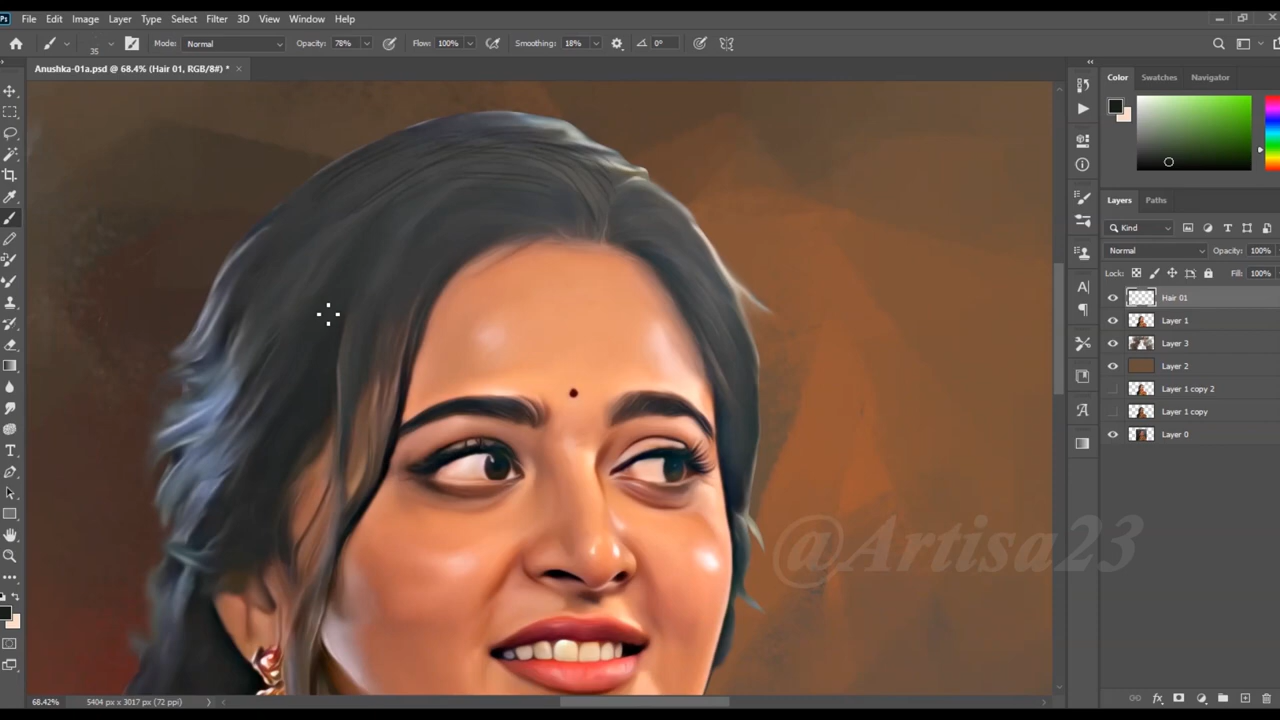 Ps File Edit Image Layer Type Select Filter 3D View Window Help
35 Mode: Normal Opacity: 78% Flow: 100% Smoothing: 18% 0°
Anushka-01a.psd @ 68.4% (Hair 01, RGB/8#) * ×
Color Swatches Navigator
Layers Paths
Kind
Normal Opacity: 100%
Lock: Fill: 100%
Hair 01
Layer 1
Layer 3
Layer 2
Layer 1 copy 2
Layer 1 copy
Layer 0
@Artisa23
68.42% 5404 px x 3017 px (72 ppi)